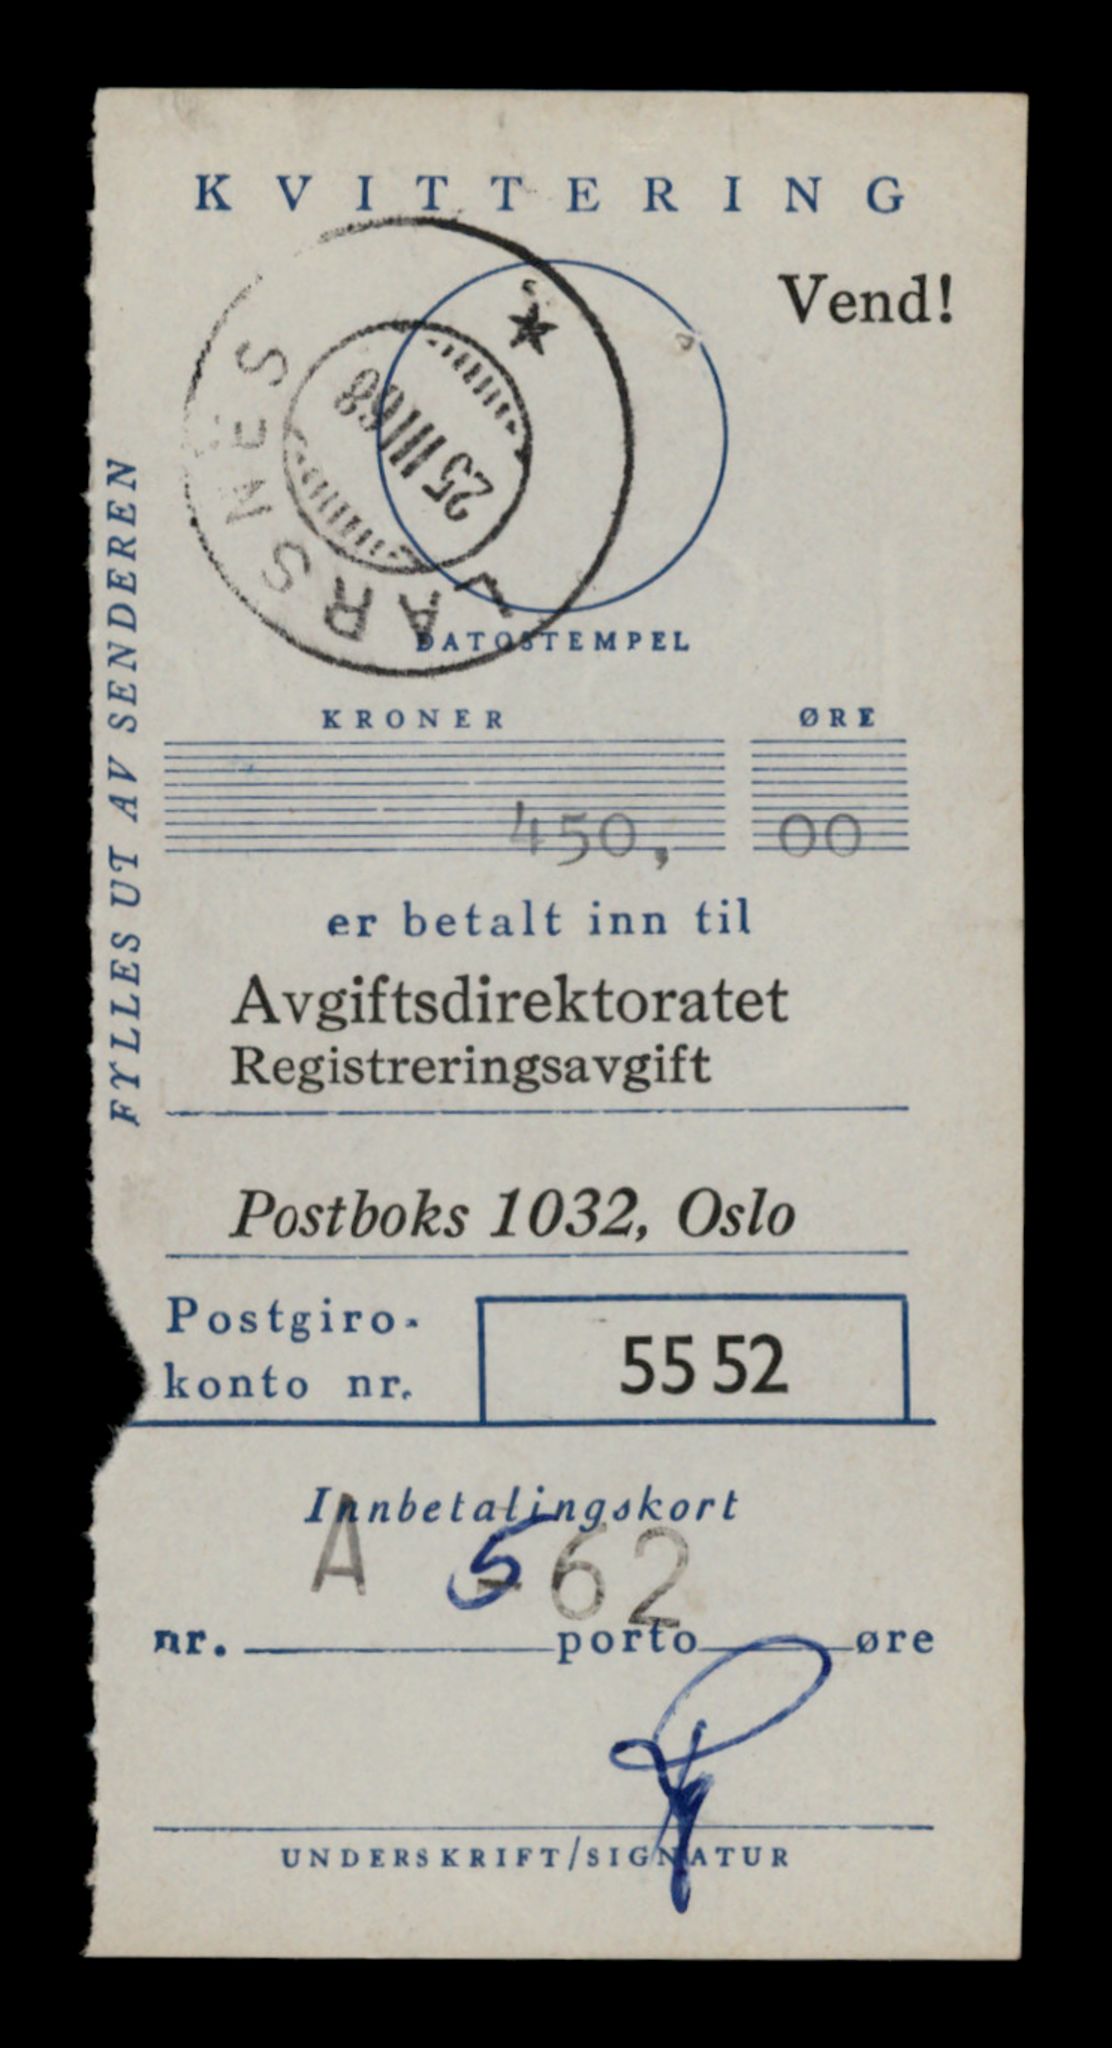 KVITTERING
Vend!
LARSNES
25 III 68
DATOSTEMPEL
FYLLES UT AV SENDEREN
KRONER ØRE
450, 00
er betalt inn til
Avgiftsdirektoratet
Registreringsavgift
Postboks 1032, Oslo
Postgiro-
konto nr.
55 52
Innbetalingskort
A 562
nr. porto øre
UNDERSKRIFT/SIGNATUR